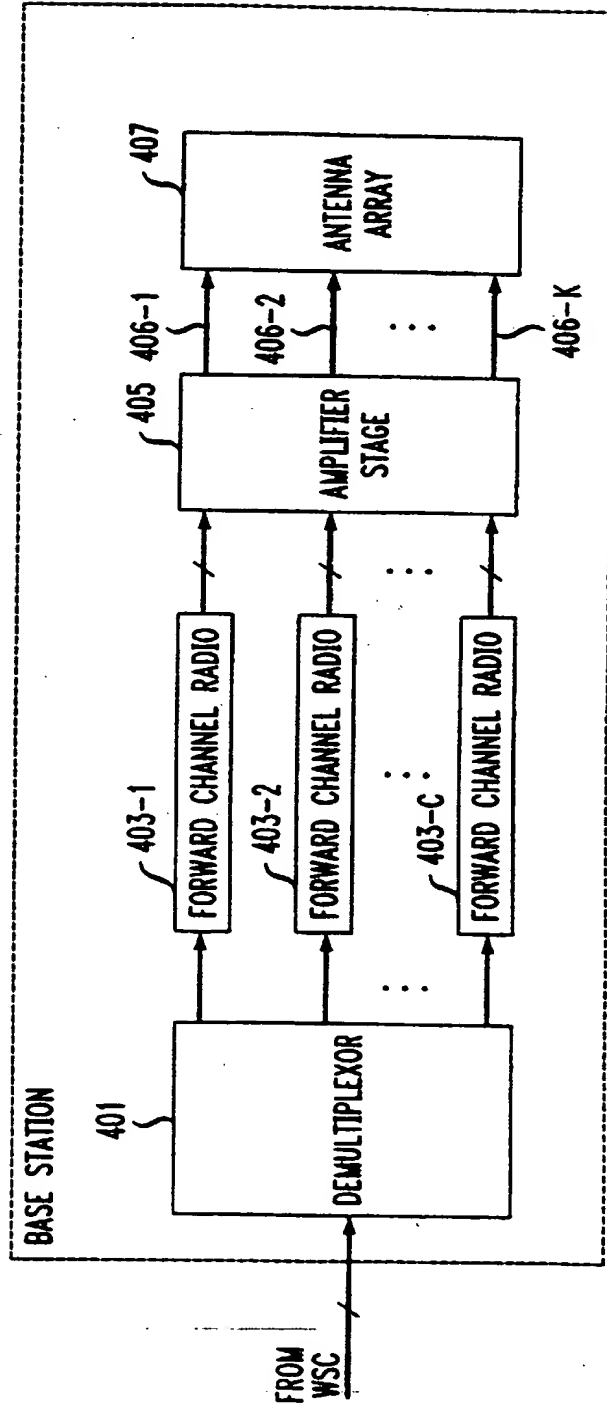 BASE STATION
FROM
WSC
401
DEMULTIPLEXOR
403-1
FORWARD CHANNEL RADIO
403-2
FORWARD CHANNEL RADIO
403-C
FORWARD CHANNEL RADIO
405
AMPLIFIER
STAGE
406-1
406-2
406-K
407
ANTENNA
ARRAY